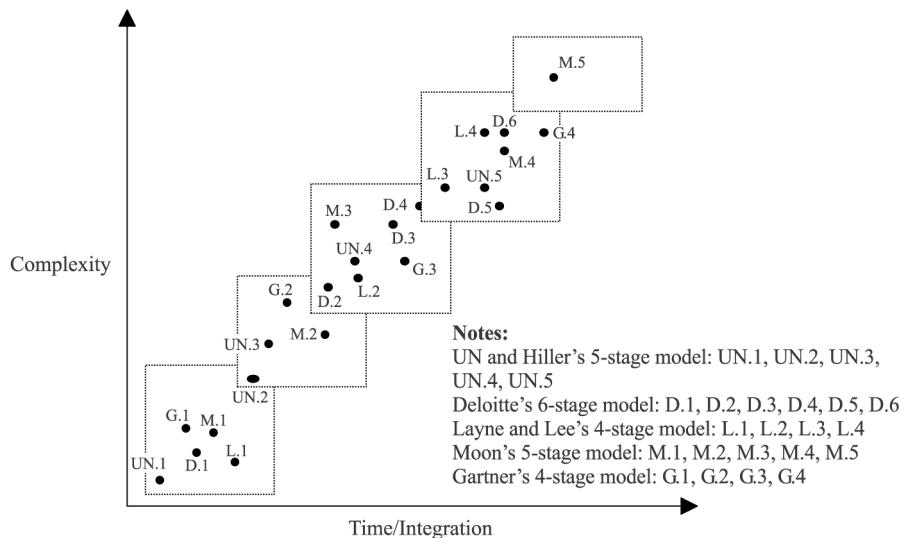 M.5
D.6
L.4
G.4
M.4
L.3
UN.5
D.4
D.5
M.3
D.3
UN.4
Complexity
G.3
L.2
G.2
D.2
M.2
UN.3
Notes:
UN and Hiller’s 5-stage model: UN.1, UN.2, UN.3,
UN.4, UN.5
UN.2
Deloitte’s 6-stage model: D.1, D.2, D.3, D.4, D.5, D.6
G.1 M.1
Layne and Lee’s 4-stage model: L.1, L.2, L.3, L.4
L.1
Moon’s 5-stage model: M.1, M.2, M.3, M.4, M.5
UN.1 D.1
Gartner’s 4-stage model: G.1, G.2, G.3, G.4
Time/Integration